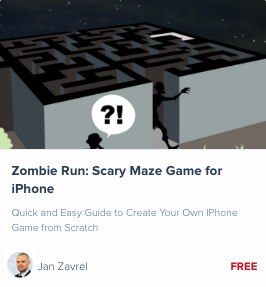 ?!
Zombie Run: Scary Maze Game for
iPhone
Quick and Easy Guide to Create Your Own IPhone
Game from Scratch
Jan Zavrel
FREE